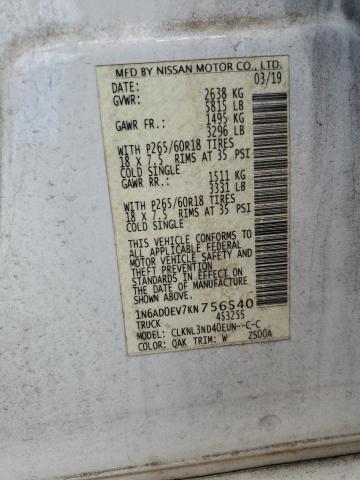 MFD BY NISSAN MOTOR CO., LTD.
DATE: 03/19
GVWR: 2638 KG
5815 LB
GAWR FR.: 1495 KG
3296 LB
WITH P265/60R18 TIRES
18 X 7.5 RIMS AT 35 PSI
COLD SINGLE
GAWR RR.: 1511 KG
3331 LB
WITH P265/60R18 TIRES
18 X 7.5 RIMS AT 35 PSI
COLD SINGLE
THIS VEHICLE CONFORMS TO
ALL APPLICABLE FEDERAL
MOTOR VEHICLE SAFETY AND
THEFT PREVENTION STANDARDS
IN EFFECT ON THE DATE OF
MANUFACTURE SHOWN ABOVE.
1N6AD0EV7KN756540
TRUCK 453255
MODEL: CLKNL3ND40EUN--C-C
COLOR: QAK TRIM: W ZS00A